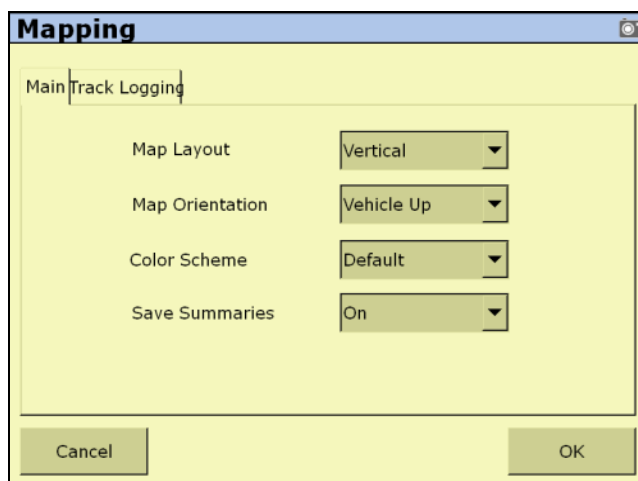 Mapping
Main Track Logging
Map Layout Vertical
Map Orientation Vehicle Up
Color Scheme Default
Save Summaries On
Cancel OK